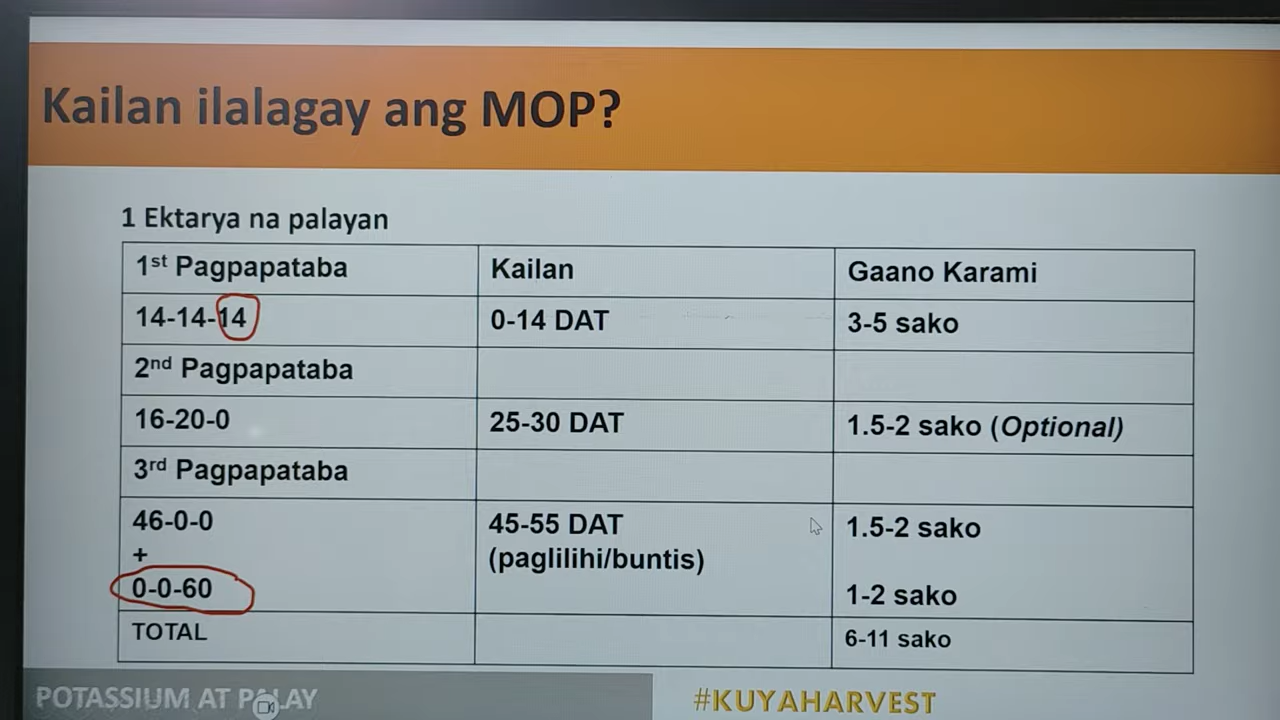 Kailan ilalagay ang MOP?
1 Ektarya na palayan
1st Pagpapataba Kailan Gaano Karami
14-14-14 0-14 DAT 3-5 sako
2nd Pagpapataba
16-20-0 25-30 DAT 1.5-2 sako (Optional)
3rd Pagpapataba
46-0-0 45-55 DAT 1.5-2 sako
+ (paglilihi/buntis)
0-0-60 1-2 sako
TOTAL 6-11 sako
POTASSIUM AT PALAY #KUYAHARVEST